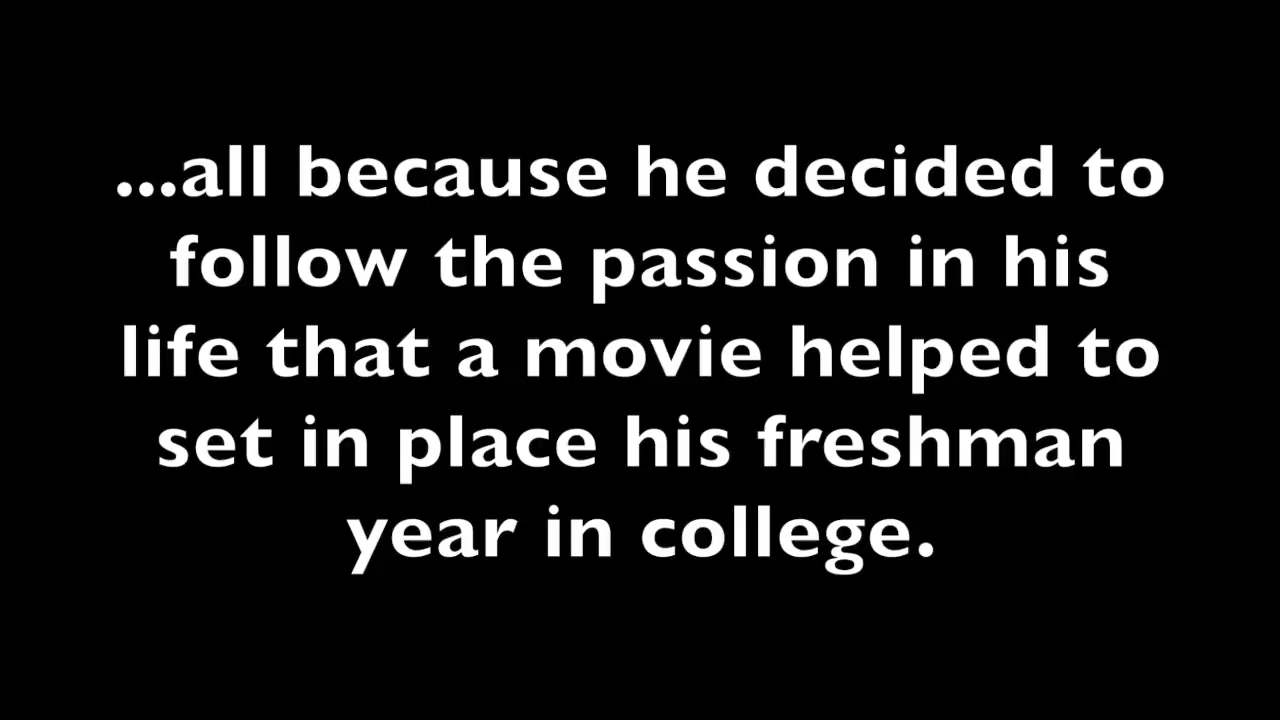 ...all because he decided to
follow the passion in his
life that a movie helped to
set in place his freshman
year in college.